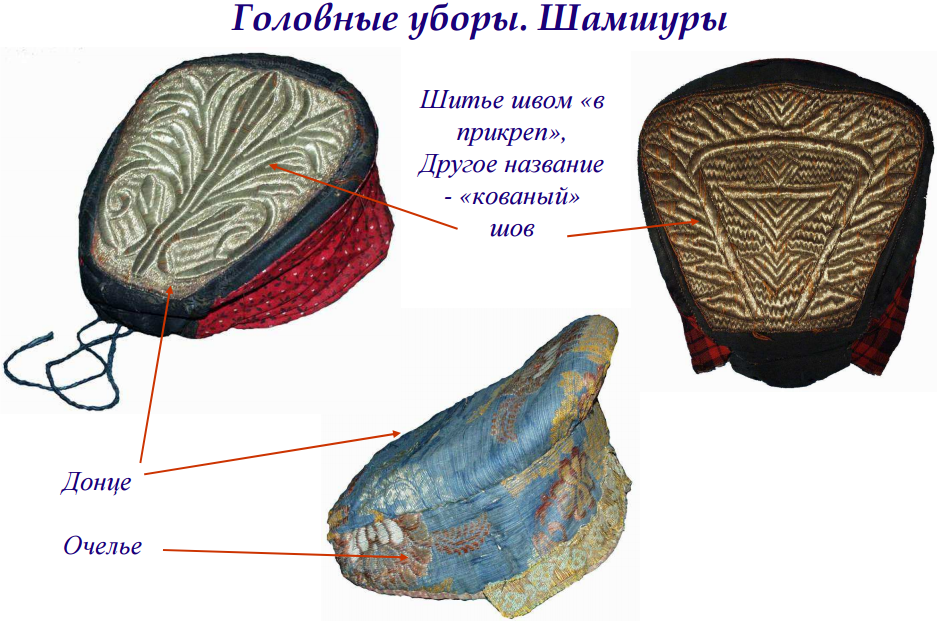 Головные уборы. Шамшуры
Шитье швом «в
прикреп»,
Другое название
- «кованый»
шов
Донце
Очелье